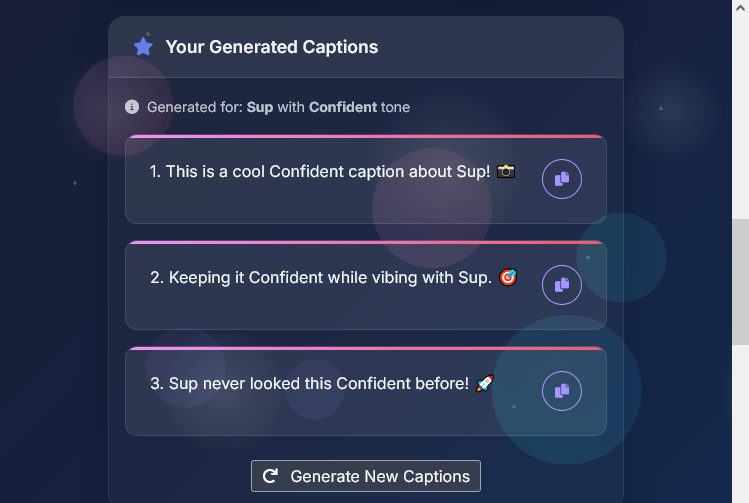 Your Generated Captions
Generated for: Sup with Confident tone
1. This is a cool Confident caption about Sup! 📸
2. Keeping it Confident while vibing with Sup. 🎯
3. Sup never looked this Confident before! 🚀
Generate New Captions